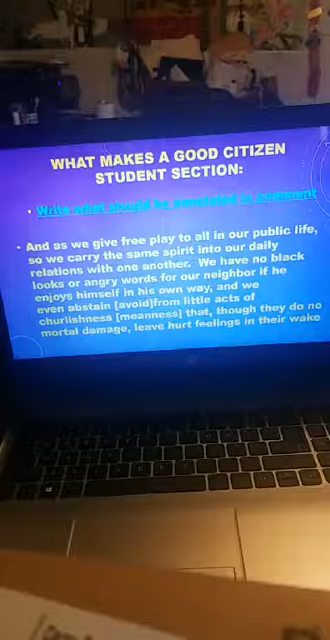 WHAT MAKES A GOOD CITIZEN
STUDENT SECTION:
• Write what should be annotated in comment
• And as we give free play to all in our public life,
so we carry the same spirit into our daily
relations with one another. We have no black
looks or angry words for our neighbor if he
enjoys himself in his own way, and we
even abstain [avoid]from little acts of
churlishness [meanness] that, though they do no
mortal damage, leave hurt feelings in their wake